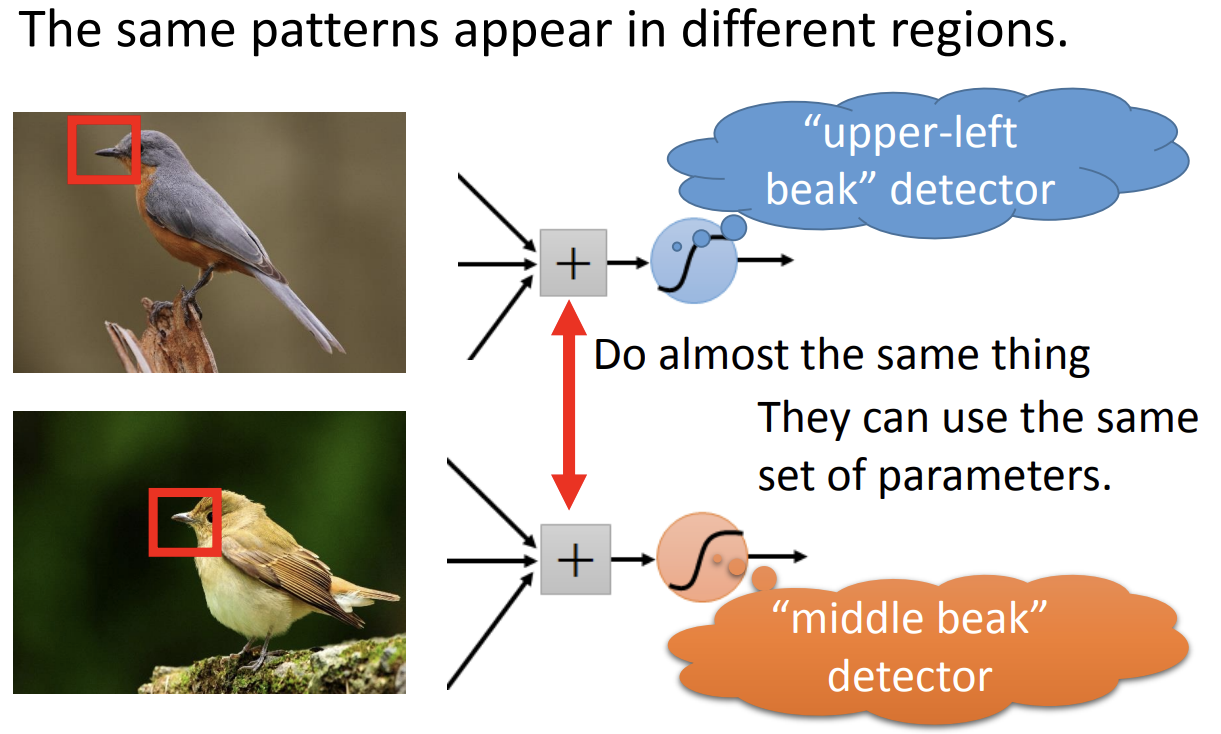 The same patterns appear in different regions.
“upper-left
beak” detector
+
Do almost the same thing
They can use the same
set of parameters.
+
“middle beak”
detector